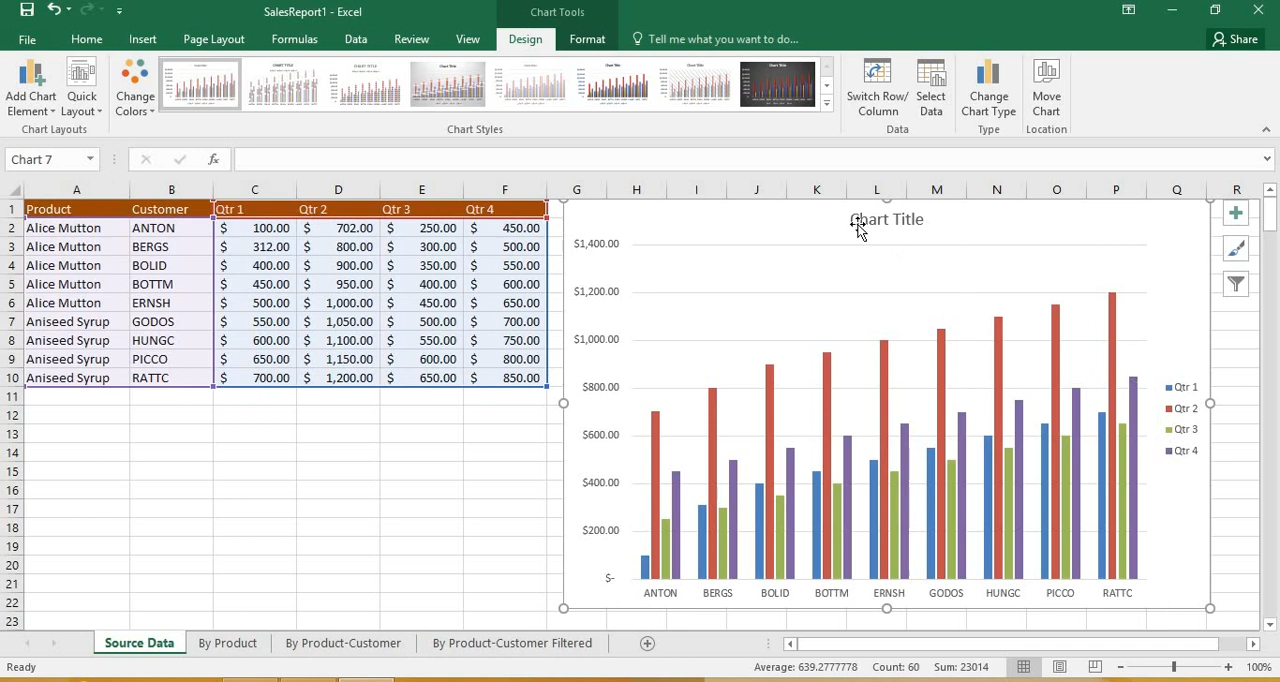 SalesReport1 - Excel
Chart Tools
File Home Insert Page Layout Formulas Data Review View Design Format Tell me what you want to do... Share
Add Chart Element Quick Layout Change Colors Switch Row/ Column Select Data Change Chart Type Move Chart
Chart Layouts Chart Styles Data Type Location
Chart 7 fx
A B C D E F G H I J K L M N O P Q R
1 Product Customer Qtr 1 Qtr 2 Qtr 3 Qtr 4
2 Alice Mutton ANTON $ 100.00 $ 702.00 $ 250.00 $ 450.00
3 Alice Mutton BERGS $ 312.00 $ 800.00 $ 300.00 $ 500.00
4 Alice Mutton BOLID $ 400.00 $ 900.00 $ 350.00 $ 550.00
5 Alice Mutton BOTTM $ 450.00 $ 950.00 $ 400.00 $ 600.00
6 Alice Mutton ERNSH $ 500.00 $ 1,000.00 $ 450.00 $ 650.00
7 Aniseed Syrup GODOS $ 550.00 $ 1,050.00 $ 500.00 $ 700.00
8 Aniseed Syrup HUNGC $ 600.00 $ 1,100.00 $ 550.00 $ 750.00
9 Aniseed Syrup PICCO $ 650.00 $ 1,150.00 $ 600.00 $ 800.00
10 Aniseed Syrup RATTC $ 700.00 $ 1,200.00 $ 650.00 $ 850.00
11
12
13
14
15
16
17
18
19
20
21
22
23
Chart Title
$1,400.00
$1,200.00
$1,000.00
$800.00
$600.00
$400.00
$200.00
$-
ANTON BERGS BOLID BOTTM ERNSH GODOS HUNGC PICCO RATTC
Qtr 1
Qtr 2
Qtr 3
Qtr 4
Source Data By Product By Product-Customer By Product-Customer Filtered
Ready Average: 639.2777778 Count: 60 Sum: 23014 100%